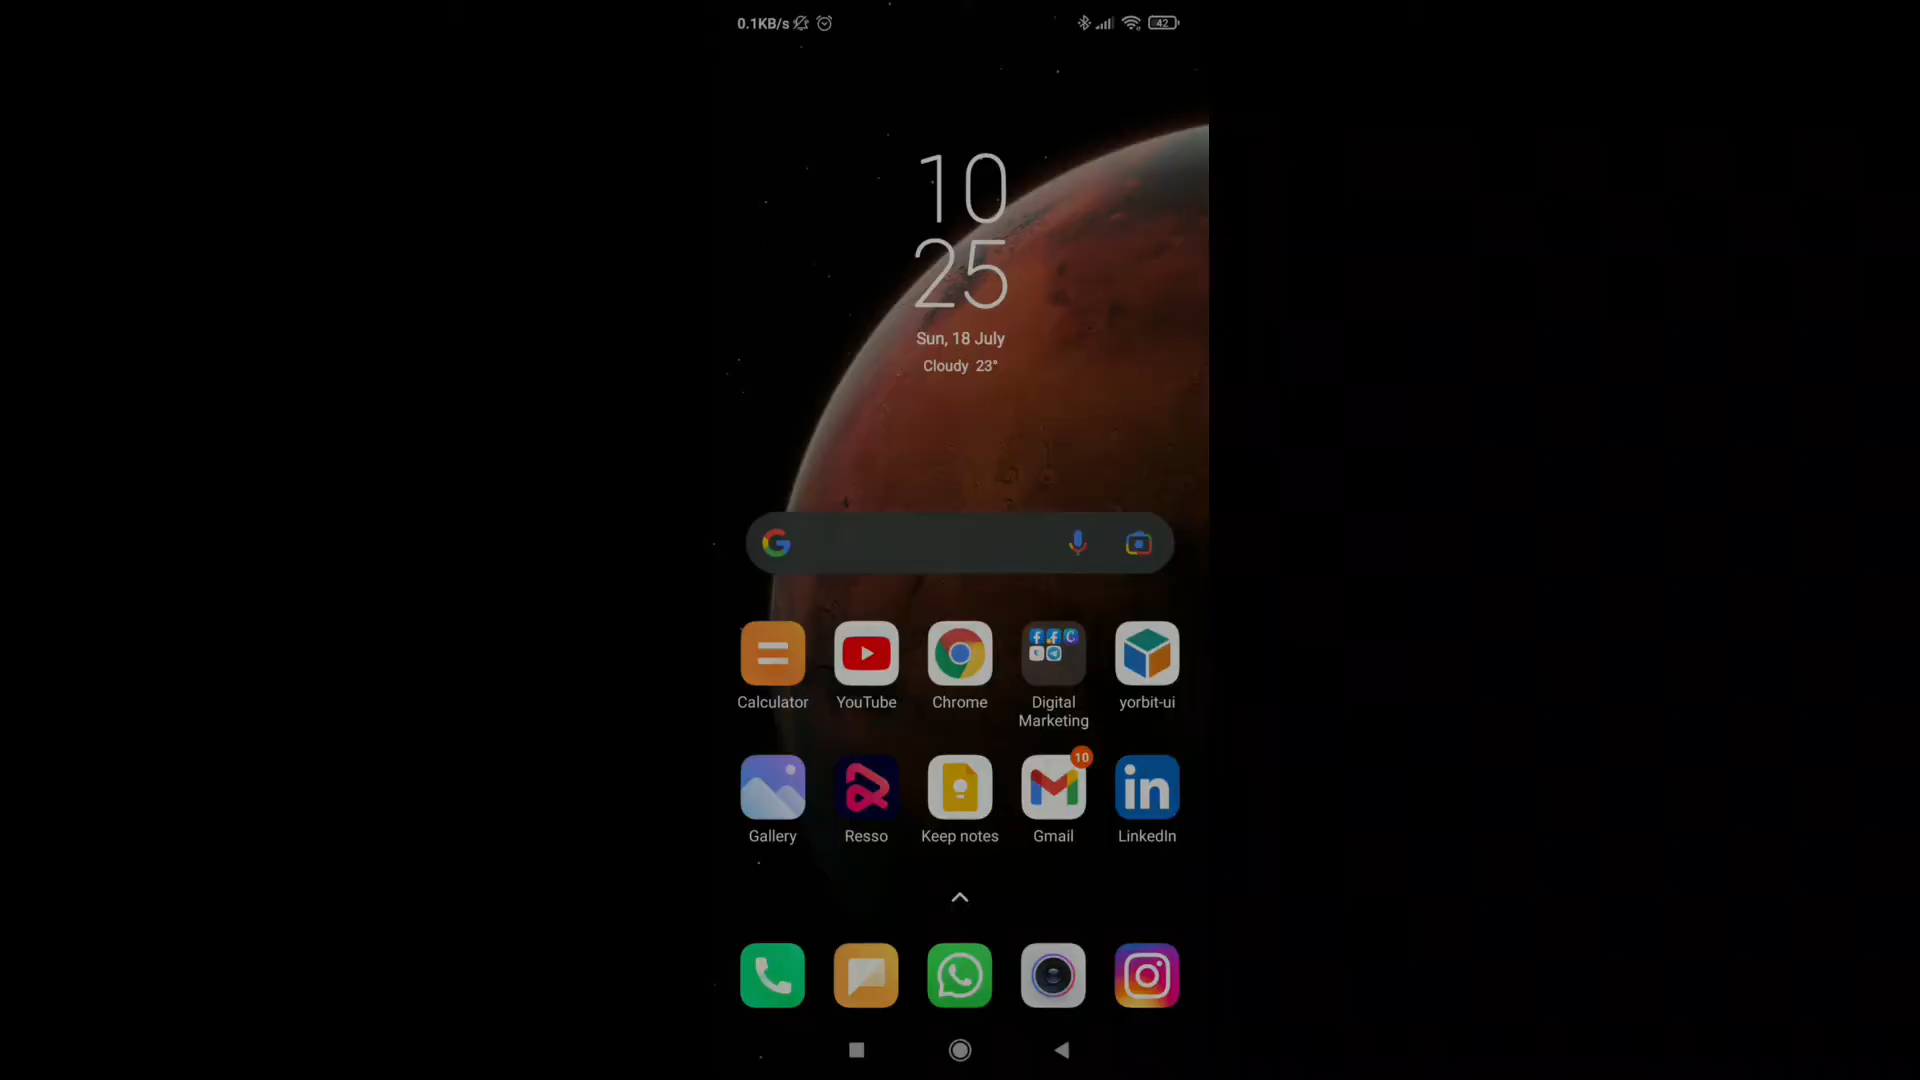 0.1KB/s
42
10
25
Sun, 18 July
Cloudy 23°
Calculator
YouTube
Chrome
Digital
Marketing
yorbit-ui
10
Gallery
Resso
Keep notes
Gmail
LinkedIn